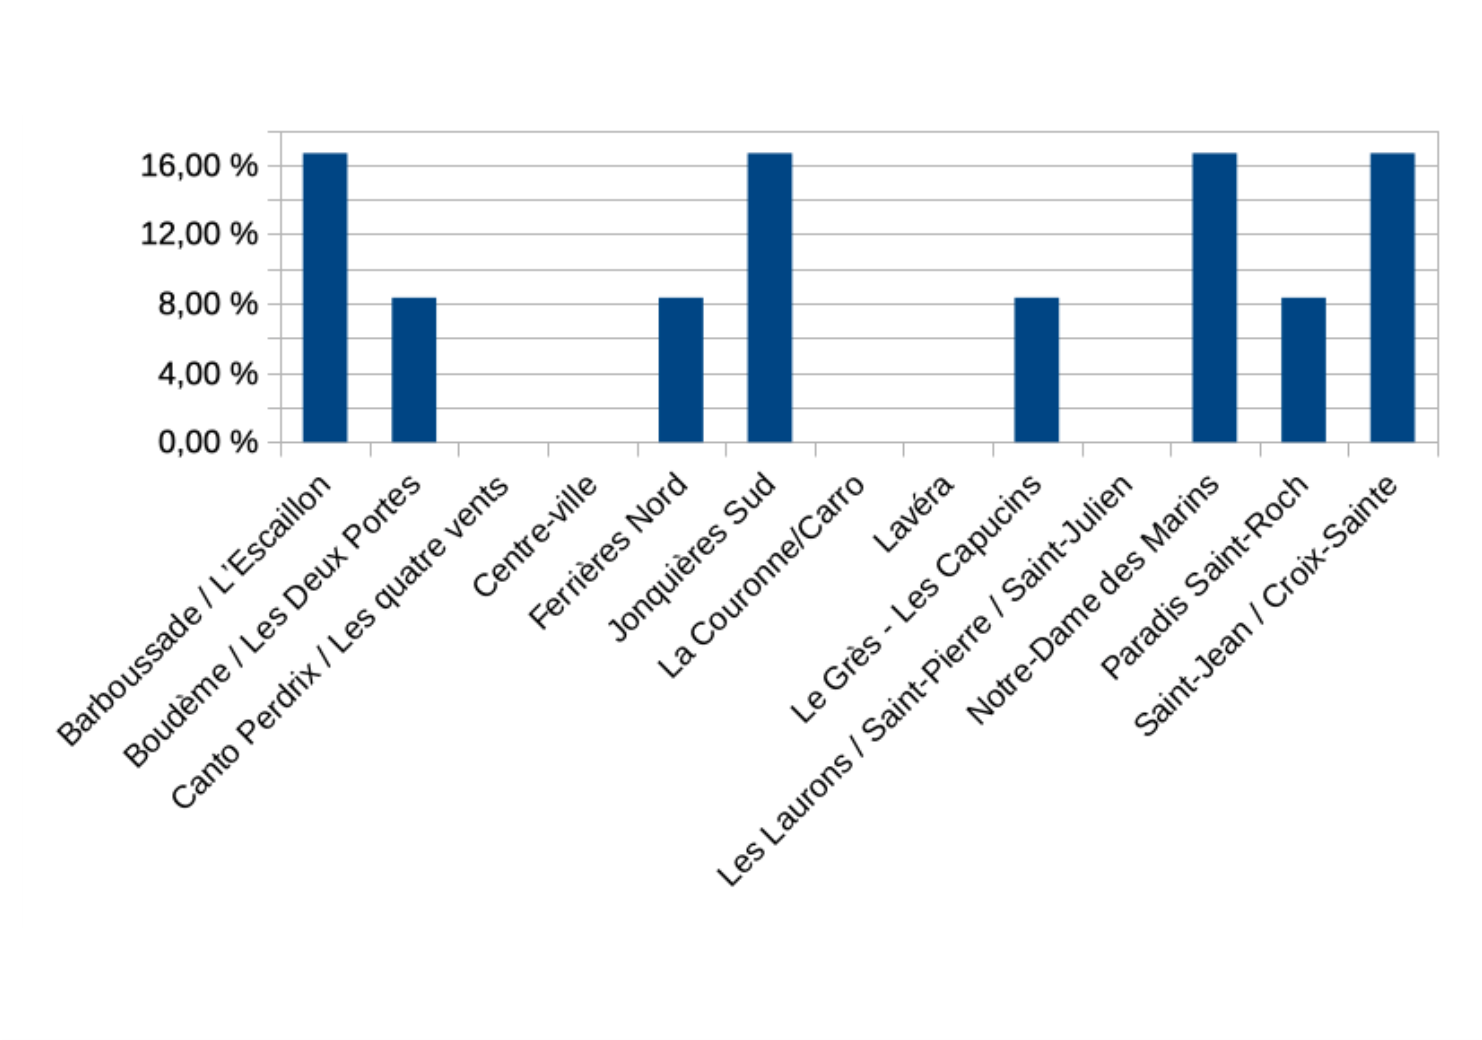 16,00 %
12,00 %
8,00 %
4,00 %
0,00 %
Barboussade / L'Escaillon
Boudème / Les Deux Portes
Canto Perdrix / Les quatre vents
Centre-ville
Ferrières Nord
Jonquières Sud
La Couronne/Carro
Lavéra
Le Grès - Les Capucins
Les Laurons / Saint-Pierre / Saint-Julien
Notre-Dame des Marins
Paradis Saint-Roch
Saint-Jean / Croix-Sainte